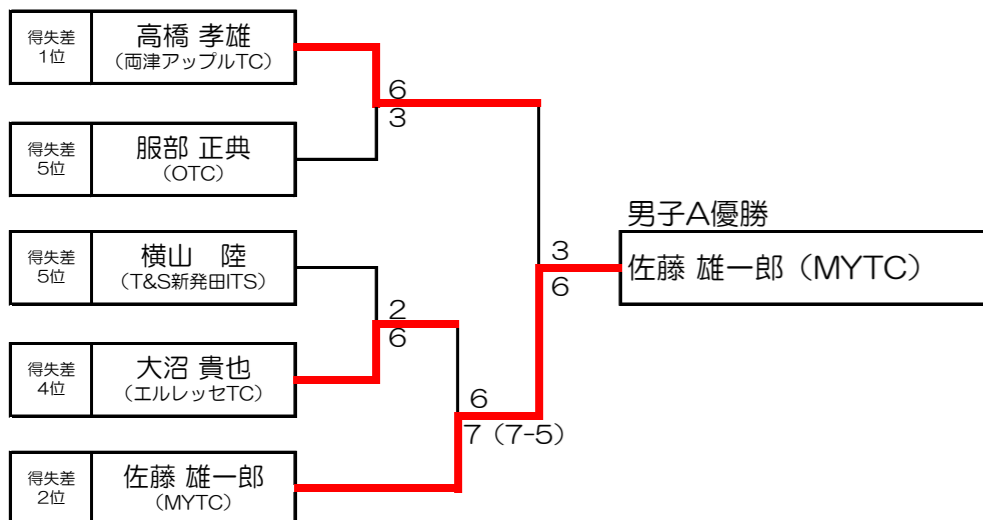 得失差
1位
高橋 孝雄
(両津アップルTC)
6
3
得失差
5位
服部 正典
(OTC)
男子A優勝
佐藤 雄一郎(MYTC)
3
6
得失差
5位
横山 陸
(T&S新発田ITS)
2
6
得失差
4位
大沼 貴也
(エルレッセTC)
6
7(7-5)
得失差
2位
佐藤 雄一郎
(MYTC)